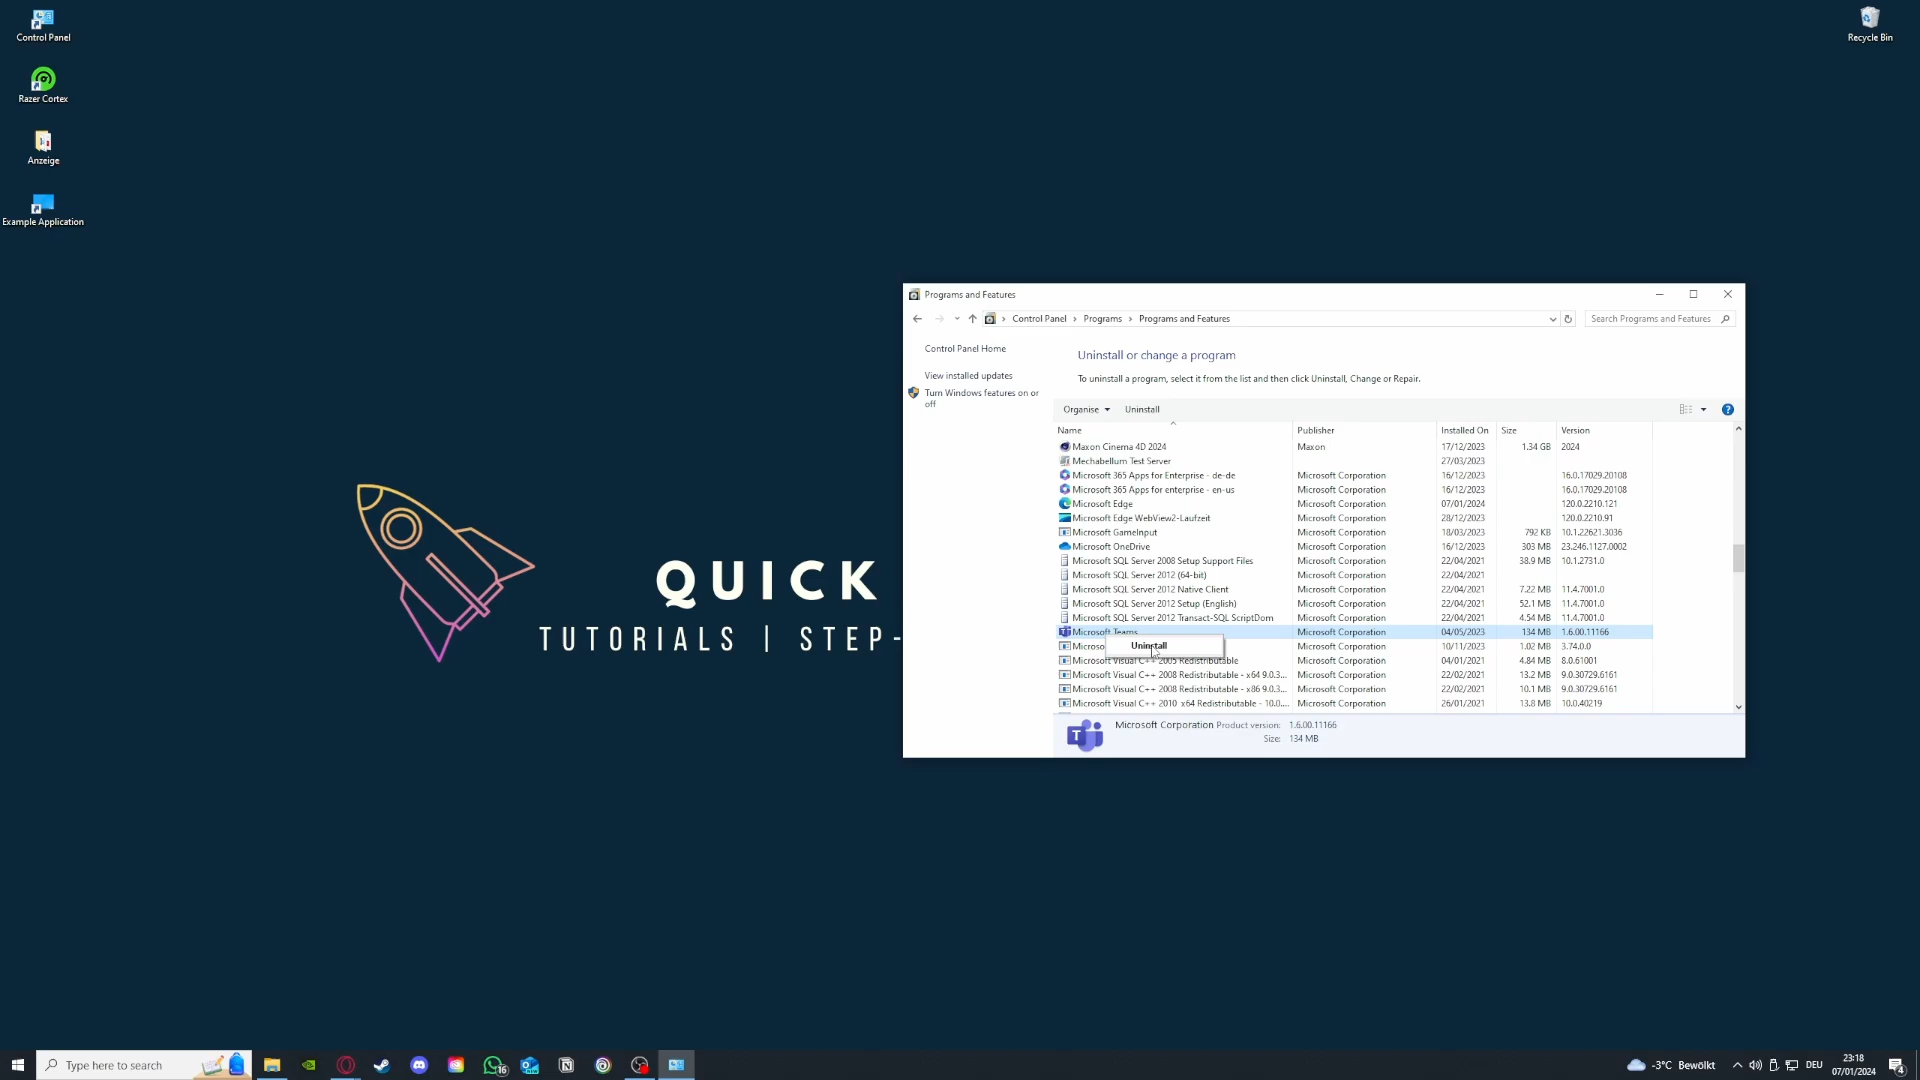 Control Panel
Recycle Bin
Razer Cortex
Anzeige
Example Application
QUICK
TUTORIALS | STEP-
Programs and Features
Control Panel > Programs > Programs and Features
Search Programs and Features
Control Panel Home
View installed updates
Turn Windows features on or
off
Uninstall or change a program
To uninstall a program, select it from the list and then click Uninstall, Change or Repair.
Organise Uninstall
Name Publisher Installed On Size Version
Maxon Cinema 4D 2024 Maxon 17/12/2023 1.34 GB 2024
Mechabellum Test Server 27/03/2023
Microsoft 365 Apps for Enterprise - de-de Microsoft Corporation 16/12/2023 16.0.17029.20108
Microsoft 365 Apps for enterprise - en-us Microsoft Corporation 16/12/2023 16.0.17029.20108
Microsoft Edge Microsoft Corporation 07/01/2024 120.0.2210.121
Microsoft Edge WebView2-Laufzeit Microsoft Corporation 28/12/2023 120.0.2210.91
Microsoft GameInput Microsoft Corporation 18/03/2023 792 KB 10.1.22621.3036
Microsoft OneDrive Microsoft Corporation 16/12/2023 303 MB 23.246.1127.0002
Microsoft SQL Server 2008 Setup Support Files Microsoft Corporation 22/04/2021 38.9 MB 10.1.2731.0
Microsoft SQL Server 2012 (64-bit) Microsoft Corporation 22/04/2021
Microsoft SQL Server 2012 Native Client Microsoft Corporation 22/04/2021 7.22 MB 11.4.7001.0
Microsoft SQL Server 2012 Setup (English) Microsoft Corporation 22/04/2021 52.1 MB 11.4.7001.0
Microsoft SQL Server 2012 Transact-SQL ScriptDom Microsoft Corporation 22/04/2021 4.54 MB 11.4.7001.0
Microsoft Teams Microsoft Corporation 04/05/2023 134 MB 1.6.00.11166
Microso Uninstall Microsoft Corporation 10/11/2023 1.02 MB 3.74.0.0
Microsoft Visual C++ 2005 Redistributable Microsoft Corporation 04/01/2021 4.84 MB 8.0.61001
Microsoft Visual C++ 2008 Redistributable - x64 9.0.3... Microsoft Corporation 22/02/2021 13.2 MB 9.0.30729.6161
Microsoft Visual C++ 2008 Redistributable - x86 9.0.3... Microsoft Corporation 22/02/2021 10.1 MB 9.0.30729.6161
Microsoft Visual C++ 2010 x64 Redistributable - 10.0.... Microsoft Corporation 26/01/2021 13.8 MB 10.0.40219
Microsoft Corporation Product version: 1.6.00.11166
Size: 134 MB
Type here to search
16
-3°C Bewölkt
DEU
23:18
07/01/2024
4